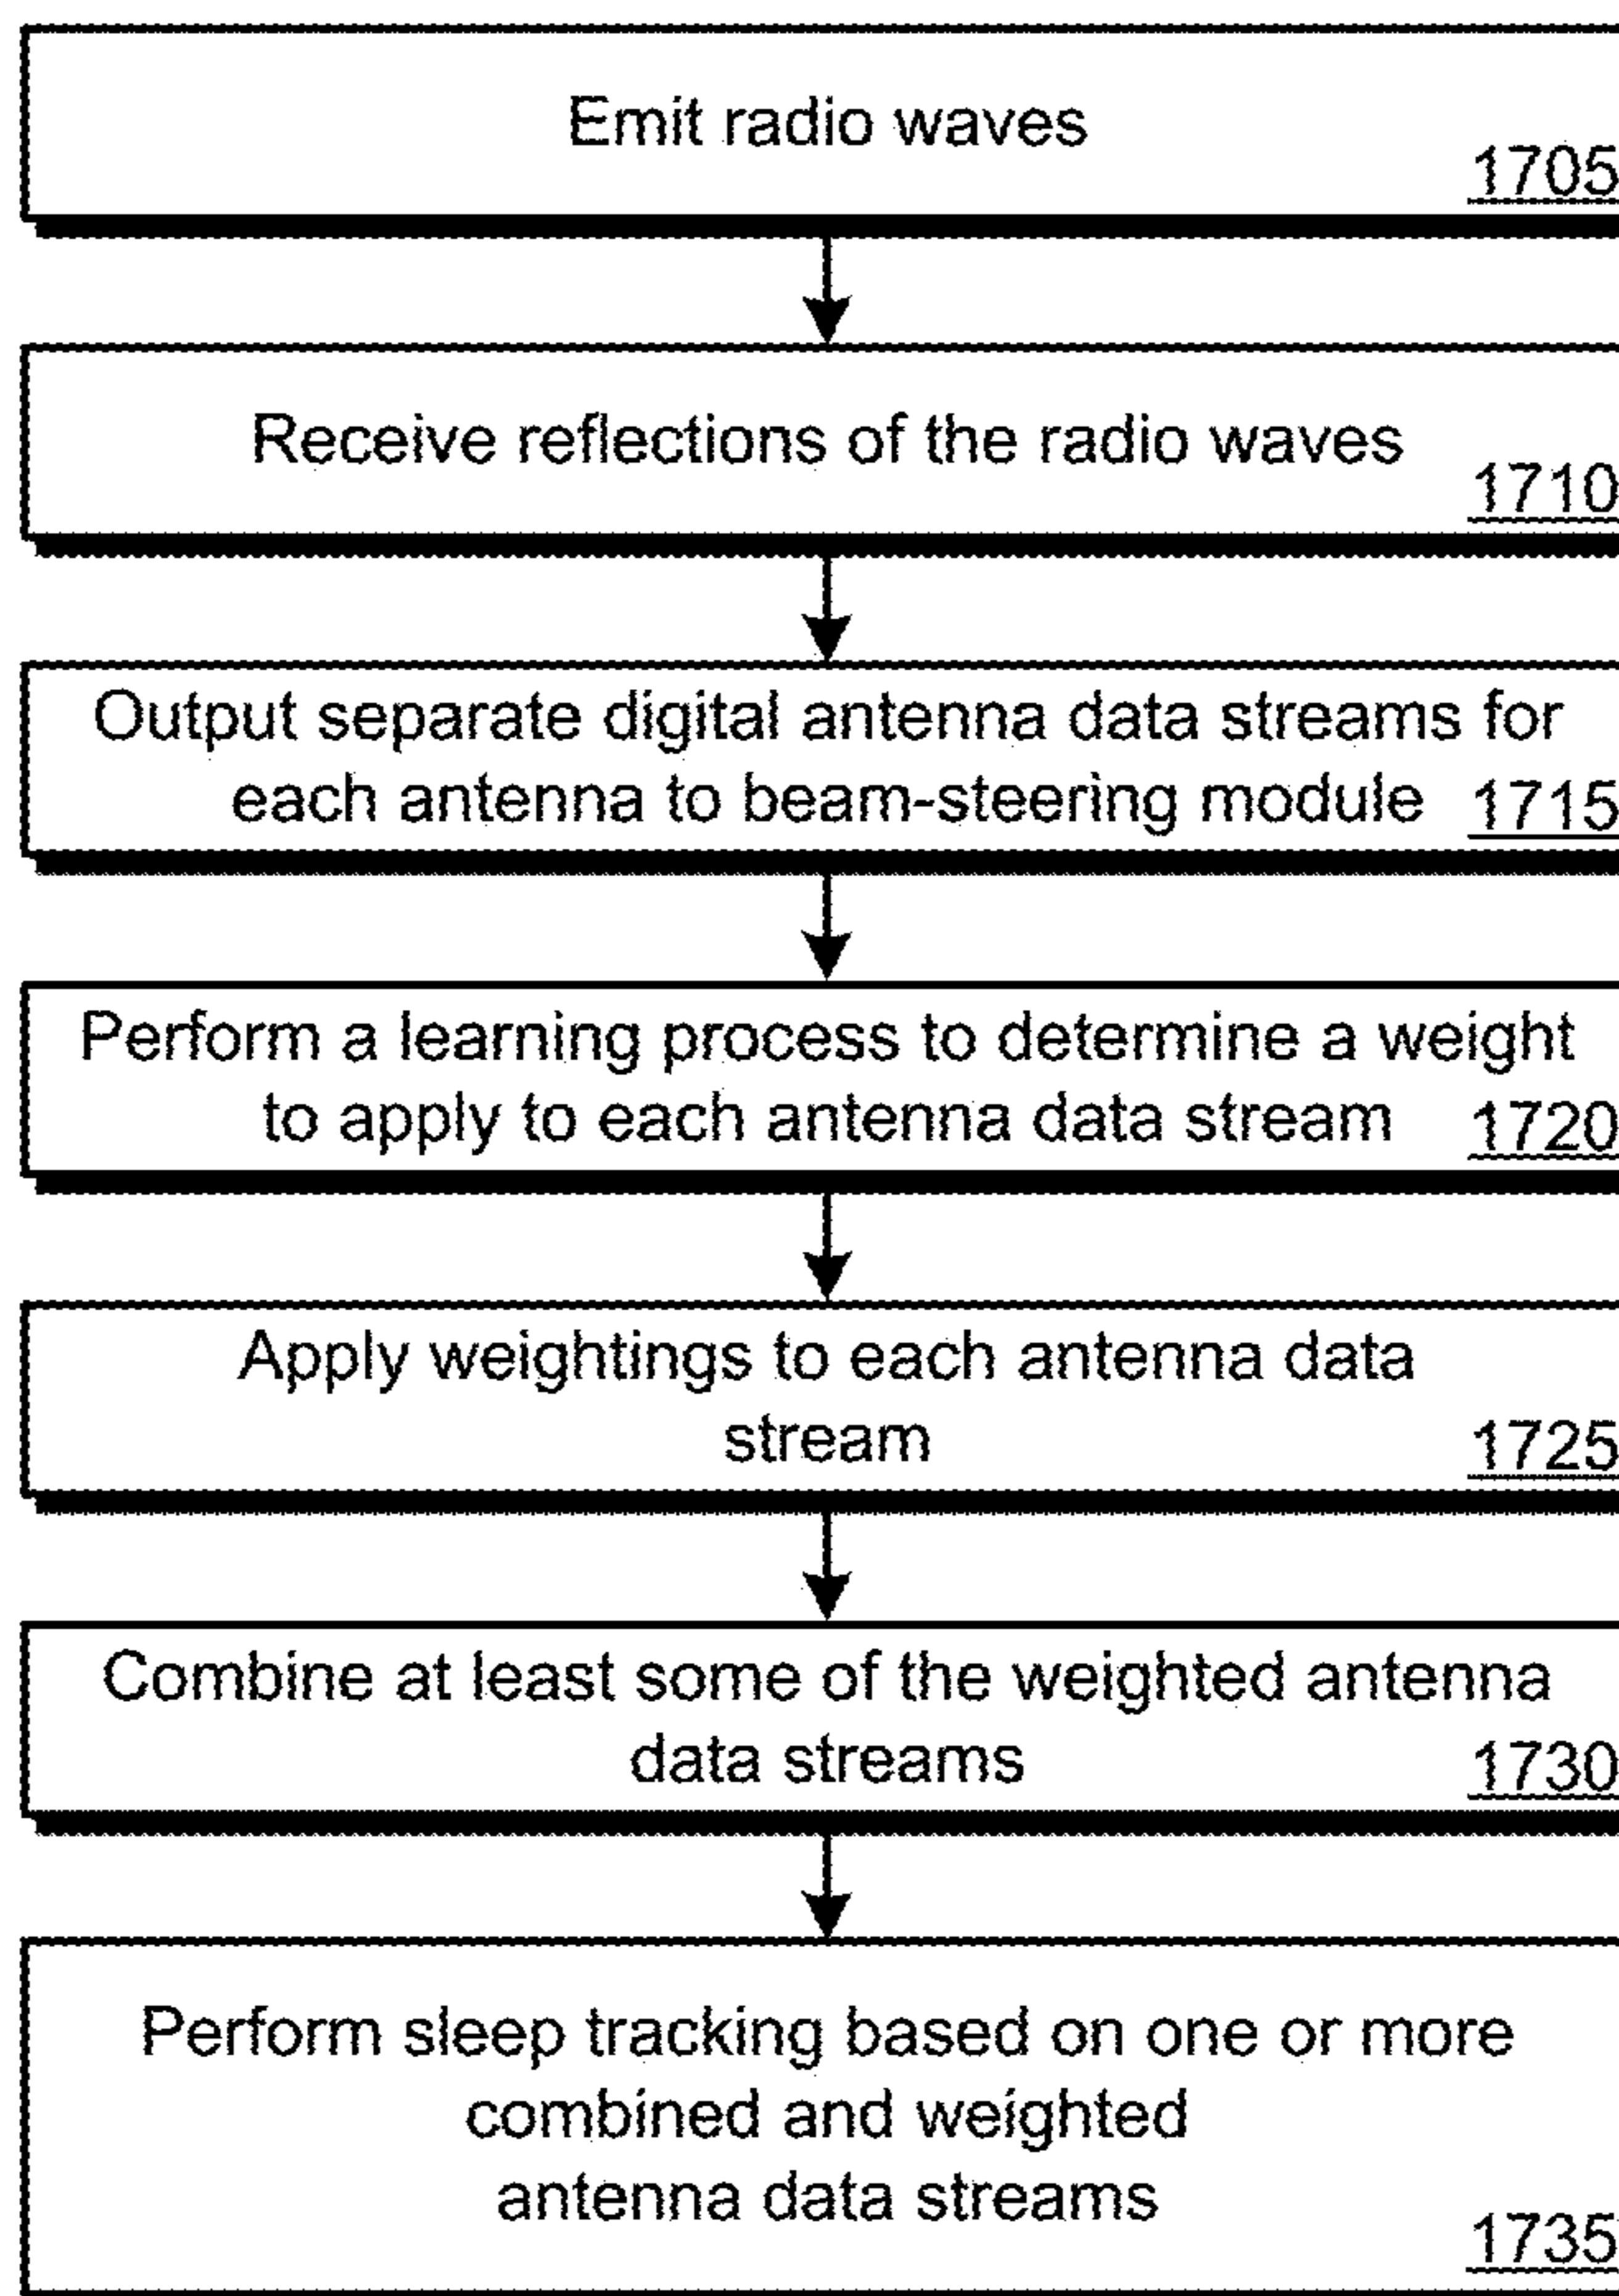 Emit radio waves
1705
Receive reflections of the radio waves
1710
Output separate digital antenna data streams for
each antenna to beam-steering module 1715
Perform a learning process to determine a weight
to apply to each antenna data stream 1720
Apply weightings to each antenna data
stream 1725
Combine at least some of the weighted antenna
data streams 1730
Perform sleep tracking based on one or more
combined and weighted
antenna data streams
1735